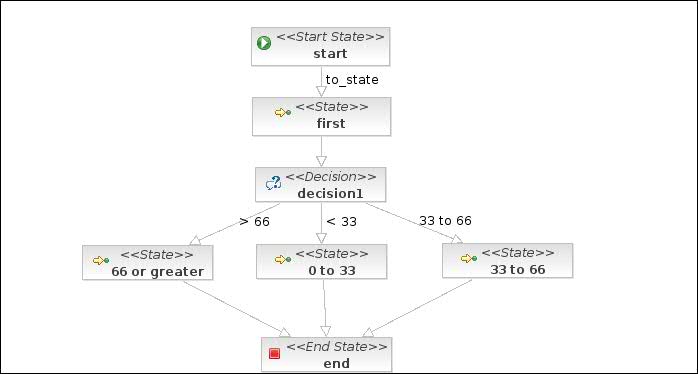 <<Start State>>
start
to_state
<<State>>
first
<<Decision>>
decision1
> 66
< 33
33 to 66
<<State>>
66 or greater
<<State>>
0 to 33
<<State>>
33 to 66
<<End State>>
end